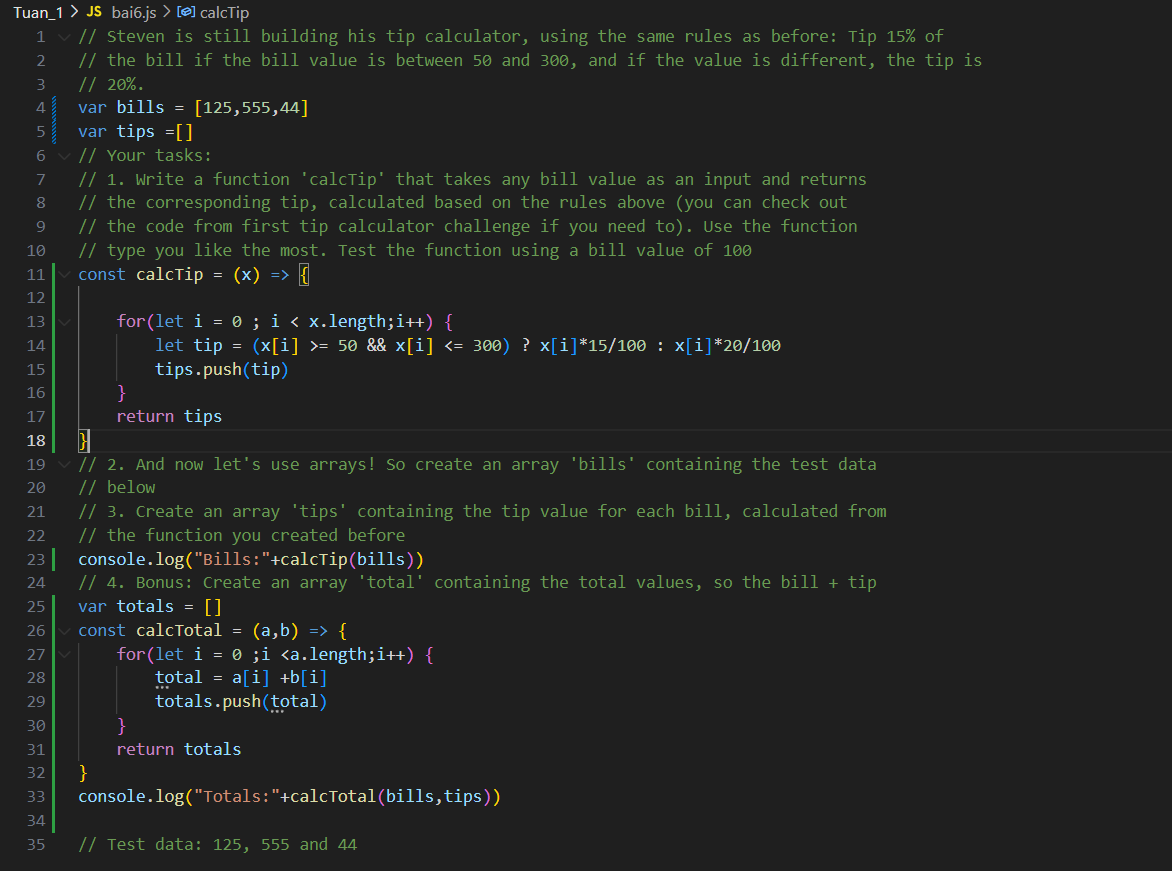 Tuan_1 > JS bai6.js > calcTip
1 // Steven is still building his tip calculator, using the same rules as before: Tip 15% of
2 // the bill if the bill value is between 50 and 300, and if the value is different, the tip is
3 // 20%.
4 var bills = [125,555,44]
5 var tips =[]
6 // Your tasks:
7 // 1. Write a function 'calcTip' that takes any bill value as an input and returns
8 // the corresponding tip, calculated based on the rules above (you can check out
9 // the code from first tip calculator challenge if you need to). Use the function
10 // type you like the most. Test the function using a bill value of 100
11 const calcTip = (x) => {
12
13     for(let i = 0 ; i < x.length;i++) {
14         let tip = (x[i] >= 50 && x[i] <= 300) ? x[i]*15/100 : x[i]*20/100
15         tips.push(tip)
16     }
17     return tips
18 }
19 // 2. And now let's use arrays! So create an array 'bills' containing the test data
20 // below
21 // 3. Create an array 'tips' containing the tip value for each bill, calculated from
22 // the function you created before
23 console.log("Bills:"+calcTip(bills))
24 // 4. Bonus: Create an array 'total' containing the total values, so the bill + tip
25 var totals = []
26 const calcTotal = (a,b) => {
27     for(let i = 0 ;i <a.length;i++) {
28         total = a[i] +b[i]
29         totals.push(total)
30     }
31     return totals
32 }
33 console.log("Totals:"+calcTotal(bills,tips))
34
35 // Test data: 125, 555 and 44